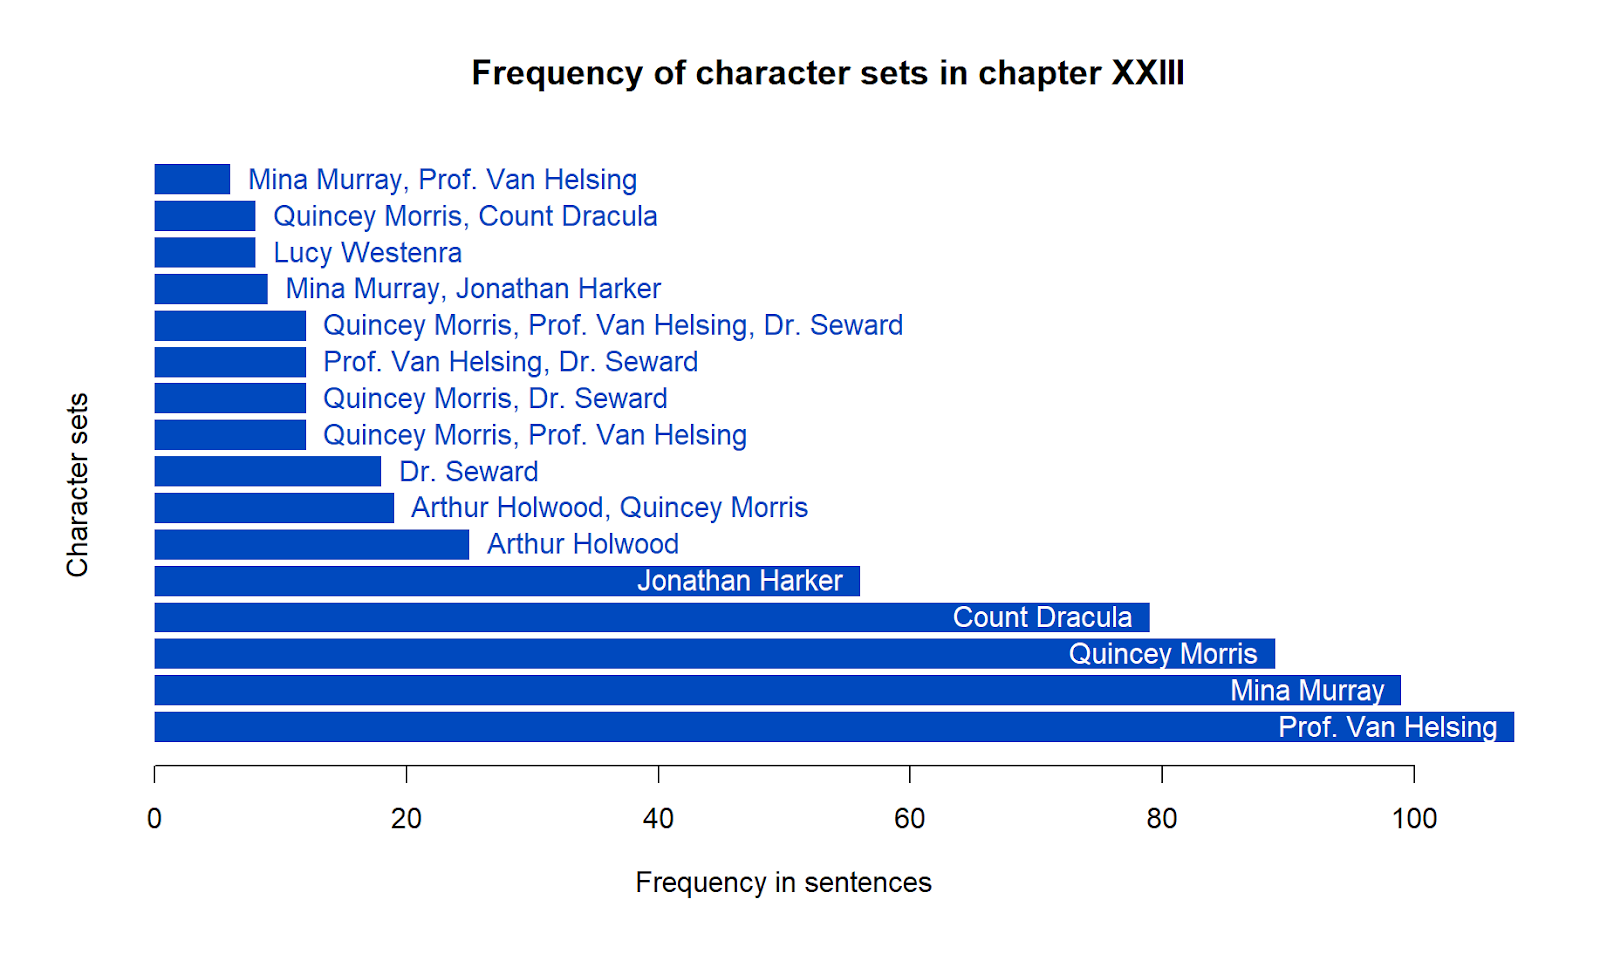 Frequency of character sets in chapter XXIII
Mina Murray, Prof. Van Helsing
Quincey Morris, Count Dracula
Lucy Westenra
Mina Murray, Jonathan Harker
Quincey Morris, Prof. Van Helsing, Dr. Seward
Prof. Van Helsing, Dr. Seward
Quincey Morris, Dr. Seward
Quincey Morris, Prof. Van Helsing
Dr. Seward
Arthur Holwood, Quincey Morris
Arthur Holwood
Jonathan Harker
Count Dracula
Quincey Morris
Mina Murray
Prof. Van Helsing
Character sets
0 20 40 60 80 100
Frequency in sentences